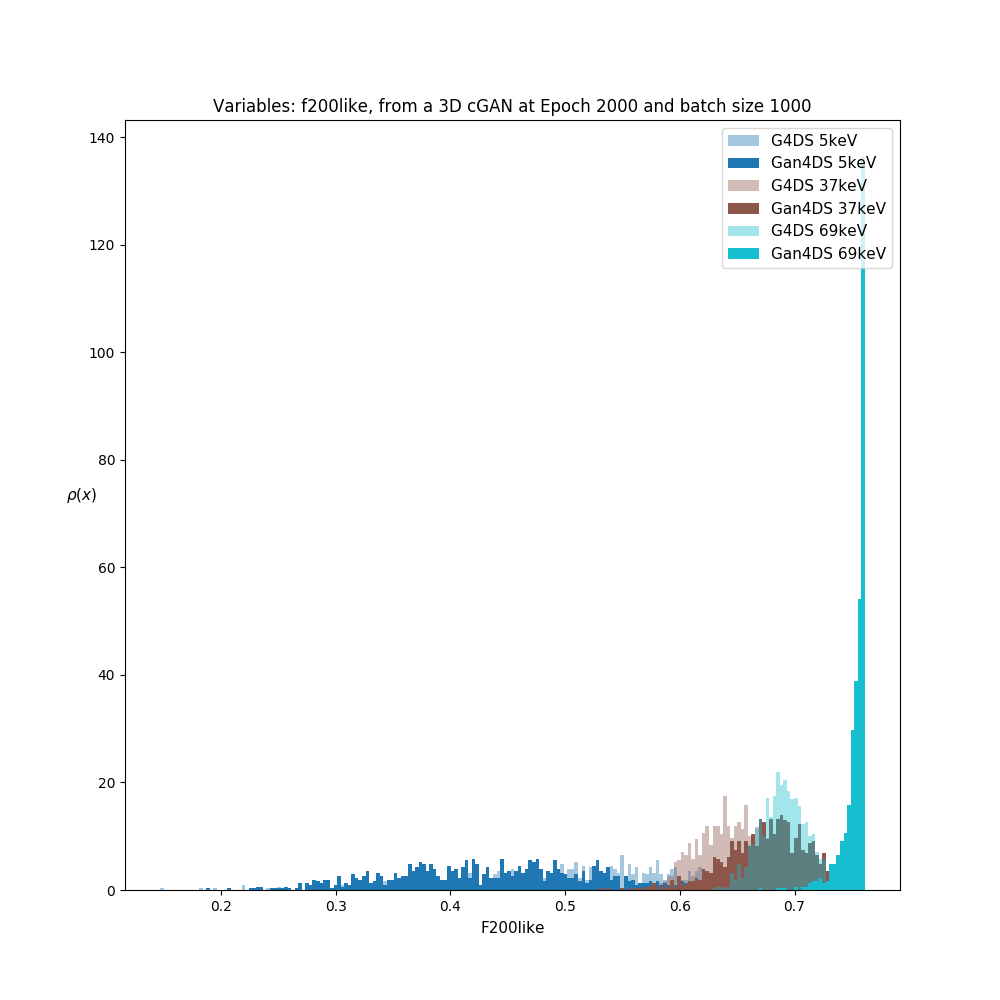 Variables: f200like, from a 3D cGAN at Epoch 2000 and batch size 1000
140
120
100
80
60
40
20
0
ρ(x)
G4DS 5keV
Gan4DS 5keV
G4DS 37keV
Gan4DS 37keV
G4DS 69keV
Gan4DS 69keV
0.2 0.3 0.4 0.5 0.6 0.7
F200like